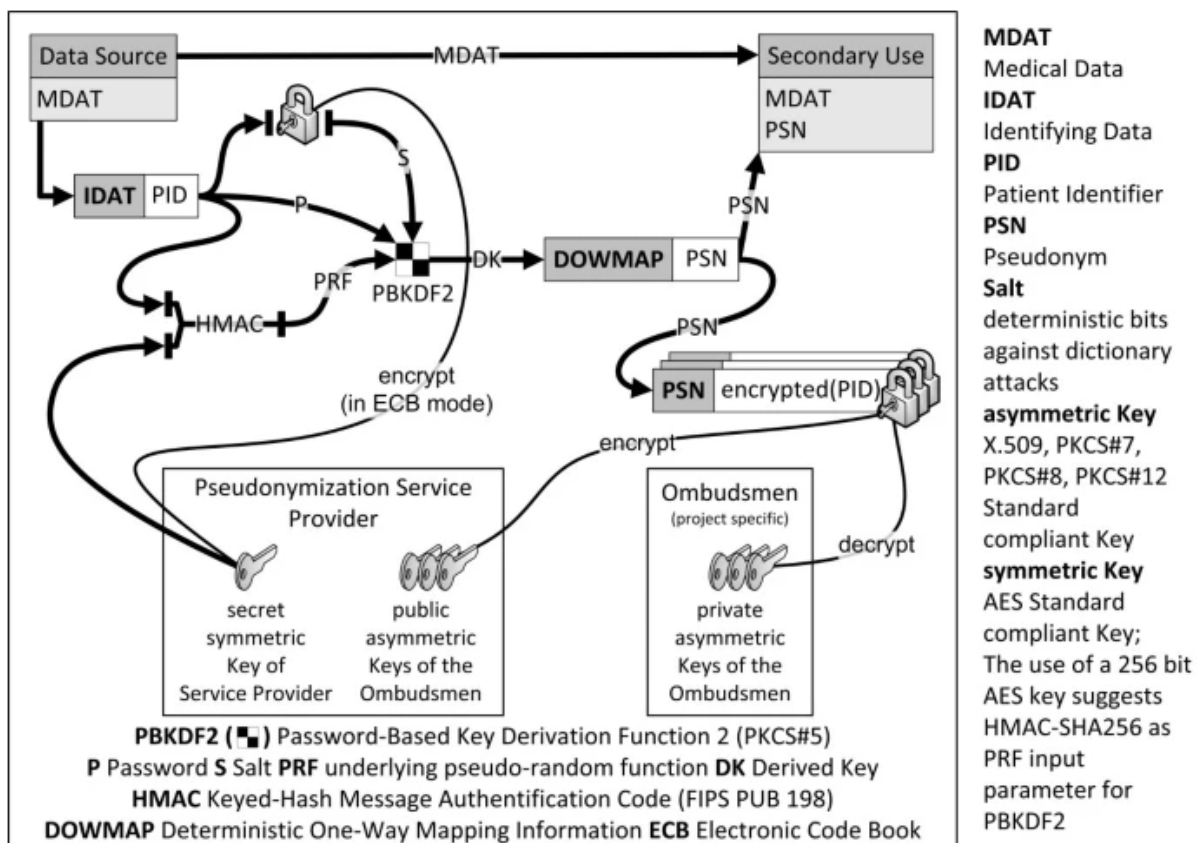 Data Source
MDAT
MDAT
Secondary Use
MDAT
PSN
IDAT PID
S
P
PSN
DOWMAP PSN
DK
PRF
PBKDF2
HMAC
PSN
encrypt
(in ECB mode)
PSN encrypted(PID)
encrypt
Pseudonymization Service
Provider
Ombudsmen
(project specific)
decrypt
secret
symmetric
Key of
Service Provider
public
asymmetric
Keys of the
Ombudsmen
private
asymmetric
Keys of the
Ombudsmen
PBKDF2 ( ) Password-Based Key Derivation Function 2 (PKCS#5)
P Password S Salt PRF underlying pseudo-random function DK Derived Key
HMAC Keyed-Hash Message Authentification Code (FIPS PUB 198)
DOWMAP Deterministic One-Way Mapping Information ECB Electronic Code Book
MDAT
Medical Data
IDAT
Identifying Data
PID
Patient Identifier
PSN
Pseudonym
Salt
deterministic bits
against dictionary
attacks
asymmetric Key
X.509, PKCS#7,
PKCS#8, PKCS#12
Standard
compliant Key
symmetric Key
AES Standard
compliant Key;
The use of a 256 bit
AES key suggests
HMAC-SHA256 as
PRF input
parameter for
PBKDF2